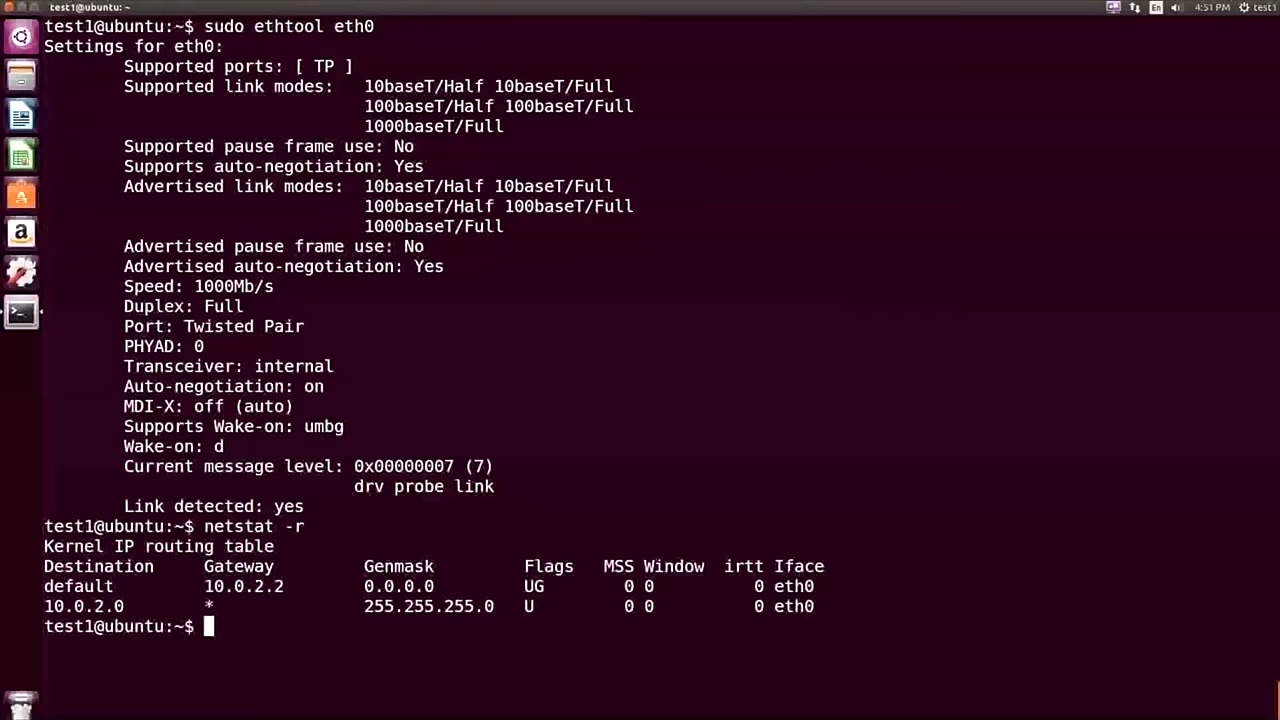 test1@ubuntu: ~
En
4:51 PM
test1
test1@ubuntu:~$ sudo ethtool eth0
Settings for eth0:
Supported ports: [ TP ]
Supported link modes:   10baseT/Half 10baseT/Full
100baseT/Half 100baseT/Full
1000baseT/Full
Supported pause frame use: No
Supports auto-negotiation: Yes
Advertised link modes:  10baseT/Half 10baseT/Full
100baseT/Half 100baseT/Full
1000baseT/Full
Advertised pause frame use: No
Advertised auto-negotiation: Yes
Speed: 1000Mb/s
Duplex: Full
Port: Twisted Pair
PHYAD: 0
Transceiver: internal
Auto-negotiation: on
MDI-X: off (auto)
Supports Wake-on: umbg
Wake-on: d
Current message level: 0x00000007 (7)
drv probe link
Link detected: yes
test1@ubuntu:~$ netstat -r
Kernel IP routing table
Destination     Gateway         Genmask         Flags   MSS Window  irtt Iface
default         10.0.2.2        0.0.0.0         UG        0 0          0 eth0
10.0.2.0        *               255.255.255.0   U         0 0          0 eth0
test1@ubuntu:~$